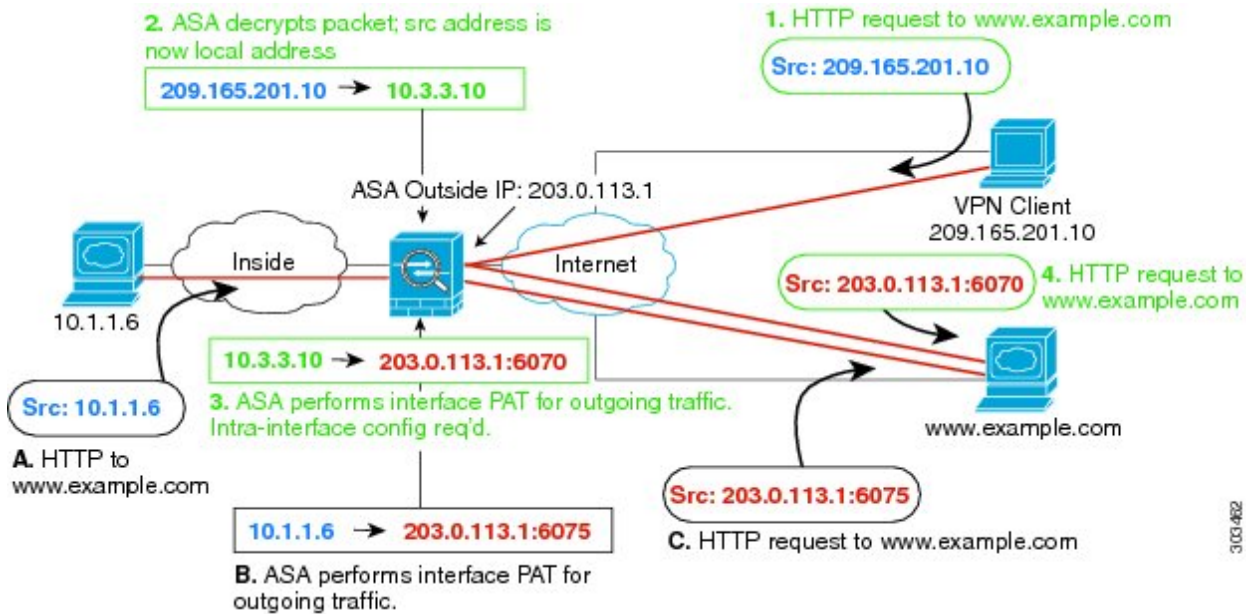 2. ASA decrypts packet; src address is
now local address
209.165.201.10 → 10.3.3.10
1. HTTP request to www.example.com
Src: 209.165.201.10
ASA Outside IP: 203.0.113.1
VPN Client
209.165.201.10
Inside
Internet
10.1.1.6
Src: 203.0.113.1:6070
4. HTTP request to
www.example.com
10.3.3.10 → 203.0.113.1:6070
3. ASA performs interface PAT for outgoing traffic.
Intra-interface config req'd.
Src: 10.1.1.6
A. HTTP to
www.example.com
www.example.com
Src: 203.0.113.1:6075
C. HTTP request to www.example.com
10.1.1.6 → 203.0.113.1:6075
B. ASA performs interface PAT for
outgoing traffic.
303462